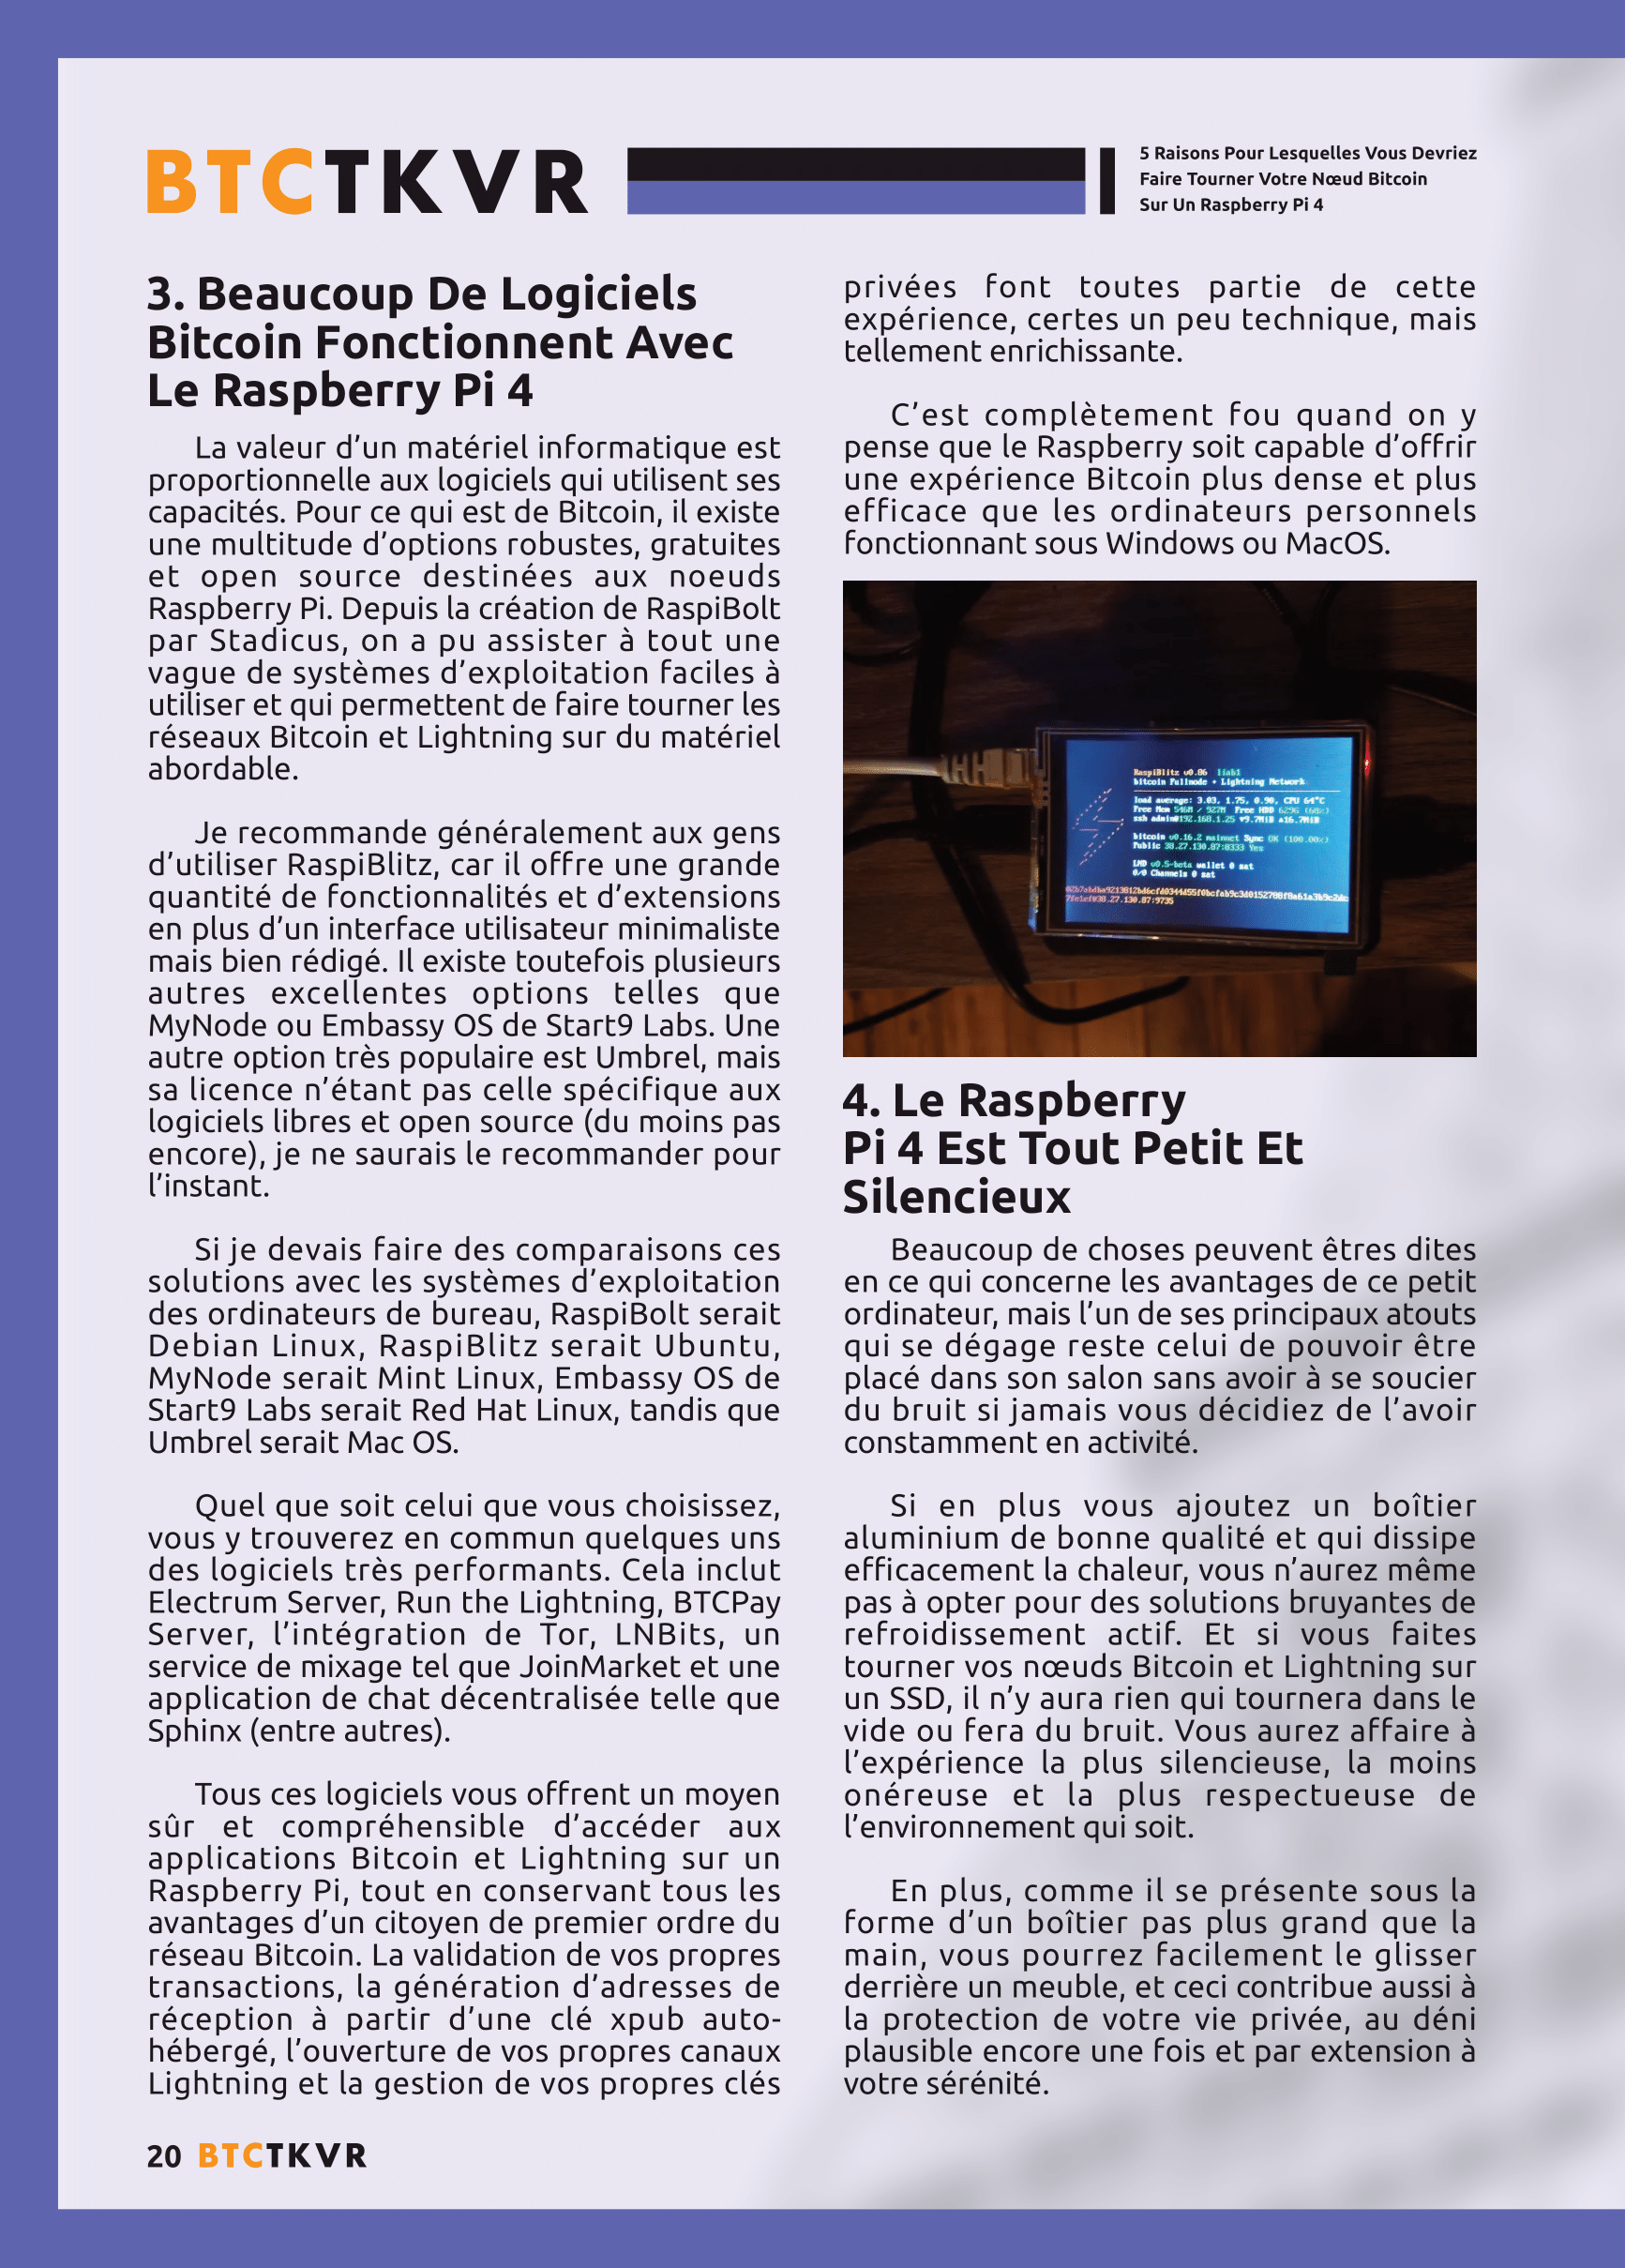 BTCTKVR
5 Raisons Pour Lesquelles Vous Devriez
Faire Tourner Votre Nœud Bitcoin
Sur Un Raspberry Pi 4
3. Beaucoup De Logiciels
Bitcoin Fonctionnent Avec
Le Raspberry Pi 4
La valeur d’un matériel informatique est
proportionnelle aux logiciels qui utilisent ses
capacités. Pour ce qui est de Bitcoin, il existe
une multitude d’options robustes, gratuites
et open source destinées aux noeuds
Raspberry Pi. Depuis la création de RaspiBolt
par Stadicus, on a pu assister à tout une
vague de systèmes d’exploitation faciles à
utiliser et qui permettent de faire tourner les
réseaux Bitcoin et Lightning sur du matériel
abordable.
Je recommande généralement aux gens
d’utiliser RaspiBlitz, car il offre une grande
quantité de fonctionnalités et d’extensions
en plus d’un interface utilisateur minimaliste
mais bien rédigé. Il existe toutefois plusieurs
autres excellentes options telles que
MyNode ou Embassy OS de Start9 Labs. Une
autre option très populaire est Umbrel, mais
sa licence n’étant pas celle spécifique aux
logiciels libres et open source (du moins pas
encore), je ne saurais le recommander pour
l’instant.
Si je devais faire des comparaisons ces
solutions avec les systèmes d’exploitation
des ordinateurs de bureau, RaspiBolt serait
Debian Linux, RaspiBlitz serait Ubuntu,
MyNode serait Mint Linux, Embassy OS de
Start9 Labs serait Red Hat Linux, tandis que
Umbrel serait Mac OS.
Quel que soit celui que vous choisissez,
vous y trouverez en commun quelques uns
des logiciels très performants. Cela inclut
Electrum Server, Run the Lightning, BTCPay
Server, l’intégration de Tor, LNBits, un
service de mixage tel que JoinMarket et une
application de chat décentralisée telle que
Sphinx (entre autres).
Tous ces logiciels vous offrent un moyen
sûr et compréhensible d’accéder aux
applications Bitcoin et Lightning sur un
Raspberry Pi, tout en conservant tous les
avantages d’un citoyen de premier ordre du
réseau Bitcoin. La validation de vos propres
transactions, la génération d’adresses de
réception à partir d’une clé xpub auto-
hébergé, l’ouverture de vos propres canaux
Lightning et la gestion de vos propres clés
privées font toutes partie de cette
expérience, certes un peu technique, mais
tellement enrichissante.
C’est complètement fou quand on y
pense que le Raspberry soit capable d’offrir
une expérience Bitcoin plus dense et plus
efficace que les ordinateurs personnels
fonctionnant sous Windows ou MacOS.
RaspiBlitz v0.86
bitcoin Fullnode + Lightning Network
load average: 3.03, 1.75, 0.90, CPU 64°C
Free Mem 546M / 927M Free HDD 629G (68%)
ssh admin@192.168.1.25 ▼9.7MiB ▲16.7MiB
bitcoin v0.16.2 mainnet Sync OK (100.00%)
Public 38.27.130.87:8333 Yes
LND v0.5-beta wallet 0 sat
0/0 Channels 0 sat
4. Le Raspberry
Pi 4 Est Tout Petit Et
Silencieux
Beaucoup de choses peuvent êtres dites
en ce qui concerne les avantages de ce petit
ordinateur, mais l’un de ses principaux atouts
qui se dégage reste celui de pouvoir être
placé dans son salon sans avoir à se soucier
du bruit si jamais vous décidiez de l’avoir
constamment en activité.
Si en plus vous ajoutez un boîtier
aluminium de bonne qualité et qui dissipe
efficacement la chaleur, vous n’aurez même
pas à opter pour des solutions bruyantes de
refroidissement actif. Et si vous faites
tourner vos nœuds Bitcoin et Lightning sur
un SSD, il n’y aura rien qui tournera dans le
vide ou fera du bruit. Vous aurez affaire à
l’expérience la plus silencieuse, la moins
onéreuse et la plus respectueuse de
l’environnement qui soit.
En plus, comme il se présente sous la
forme d’un boîtier pas plus grand que la
main, vous pourrez facilement le glisser
derrière un meuble, et ceci contribue aussi à
la protection de votre vie privée, au déni
plausible encore une fois et par extension à
votre sérénité.
20 BTCTKVR